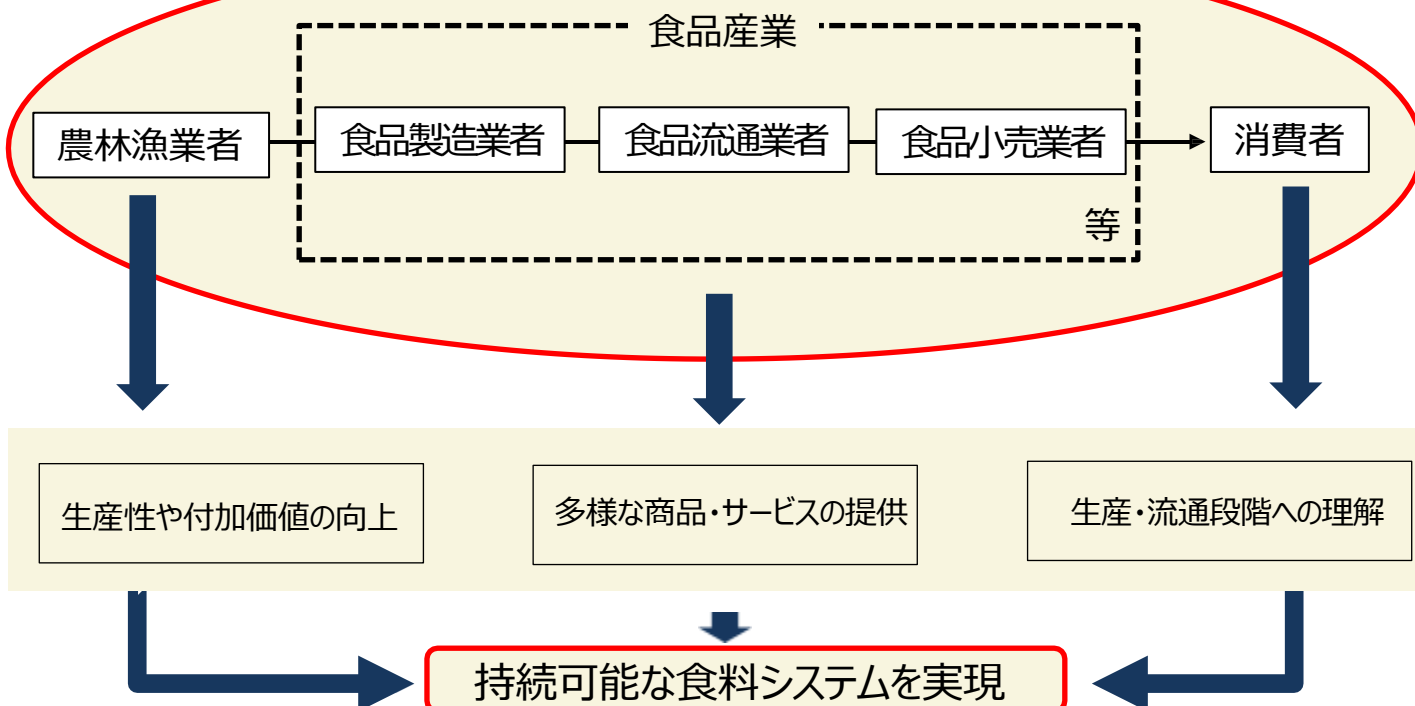 食品産業
農林漁業者
食品製造業者
食品流通業者
食品小売業者
消費者
等
生産性や付加価値の向上
多様な商品・サービスの提供
生産・流通段階への理解
持続可能な食料システムを実現